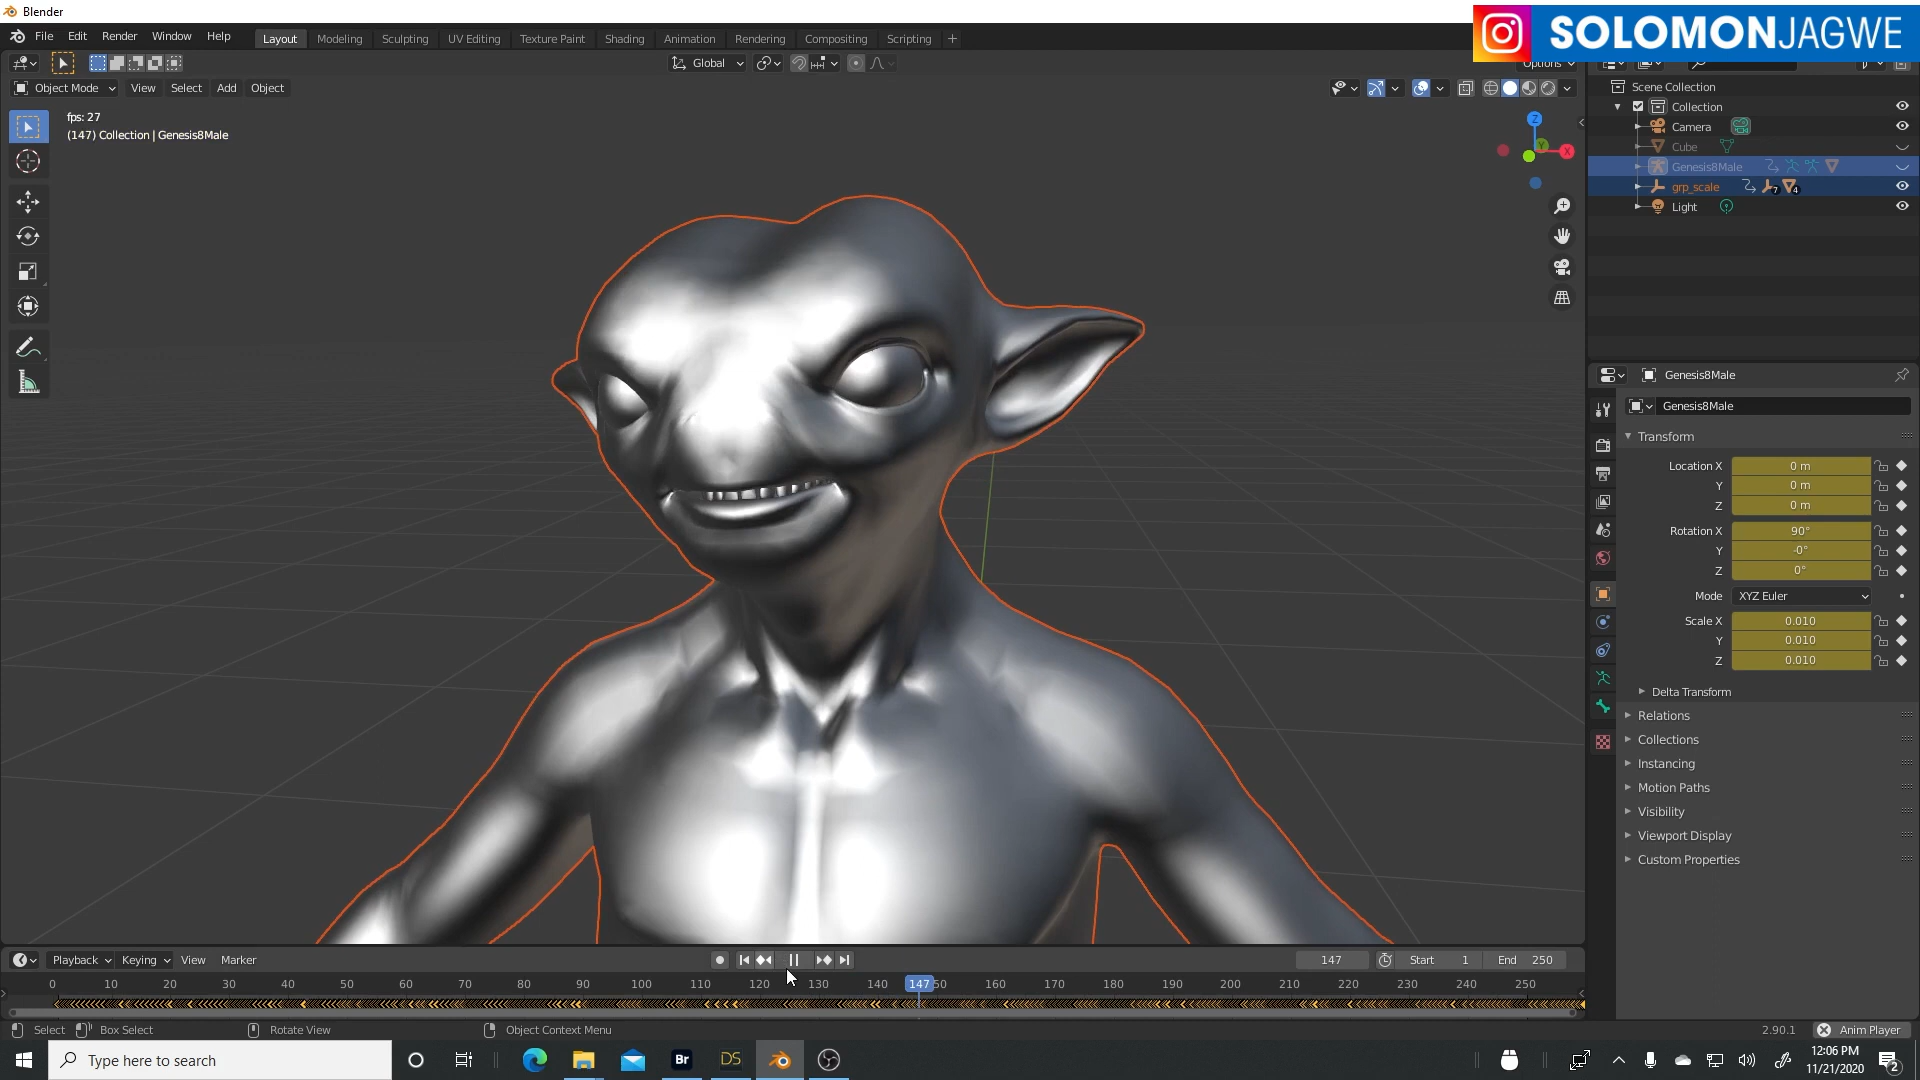 Blender
File Edit Render Window Help
Layout Modeling Sculpting UV Editing Texture Paint Shading Animation Rendering Compositing Scripting +
SOLOMONJAGWE
Global
Options
Object Mode View Select Add Object
fps: 27
(147) Collection | Genesis8Male
Z
Y
X
Scene Collection
Collection
Camera
Cube
Genesis8Male
grp_scale 7 4
Light
Genesis8Male
Genesis8Male
Transform
Location X 0 m
Y 0 m
Z 0 m
Rotation X 90°
Y -0°
Z 0°
Mode XYZ Euler
Scale X 0.010
Y 0.010
Z 0.010
Delta Transform
Relations
Collections
Instancing
Motion Paths
Visibility
Viewport Display
Custom Properties
Playback Keying View Marker
147 Start 1 End 250
0 10 20 30 40 50 60 70 80 90 100 110 120 130 140 147 50 160 170 180 190 200 210 220 230 240 250
Select Box Select Rotate View Object Context Menu
2.90.1 Anim Player
Type here to search
Br
DS
12:06 PM
11/21/2020
2